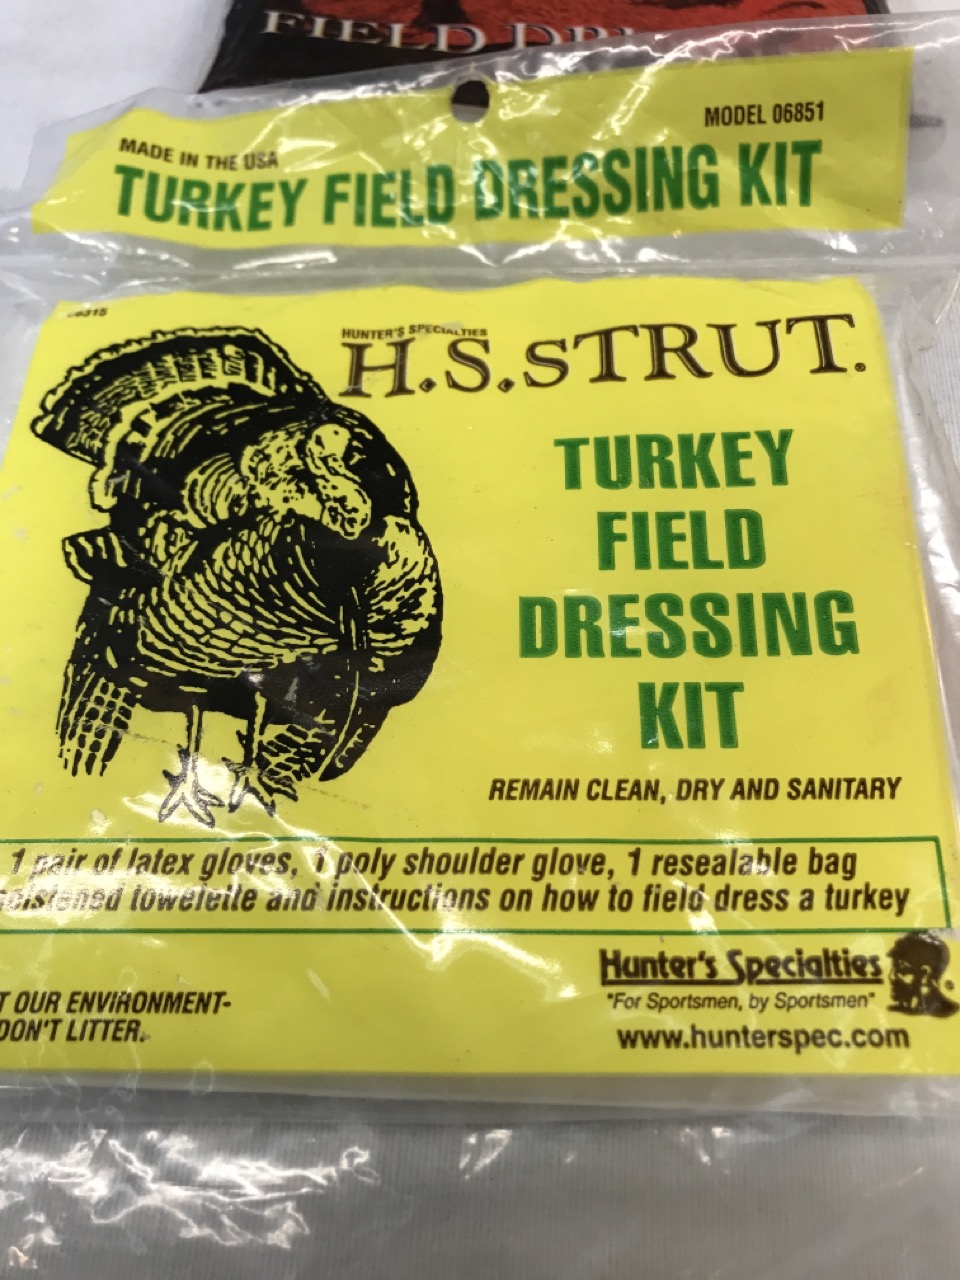 FIELD
MODEL 06851
MADE IN THE USA
TURKEY FIELD DRESSING KIT
HUNTER'S SPECIALTIES
H.S.STRUT®
TURKEY
FIELD
DRESSING
KIT
REMAIN CLEAN, DRY AND SANITARY
1 pair of latex gloves, 1 poly shoulder glove, 1 resealable bag
towelette and instructions on how to field dress a turkey
Hunter's Specialties
"For Sportsmen, by Sportsmen"
www.hunterspec.com
OUR ENVIRONMENT-
DON'T LITTER.